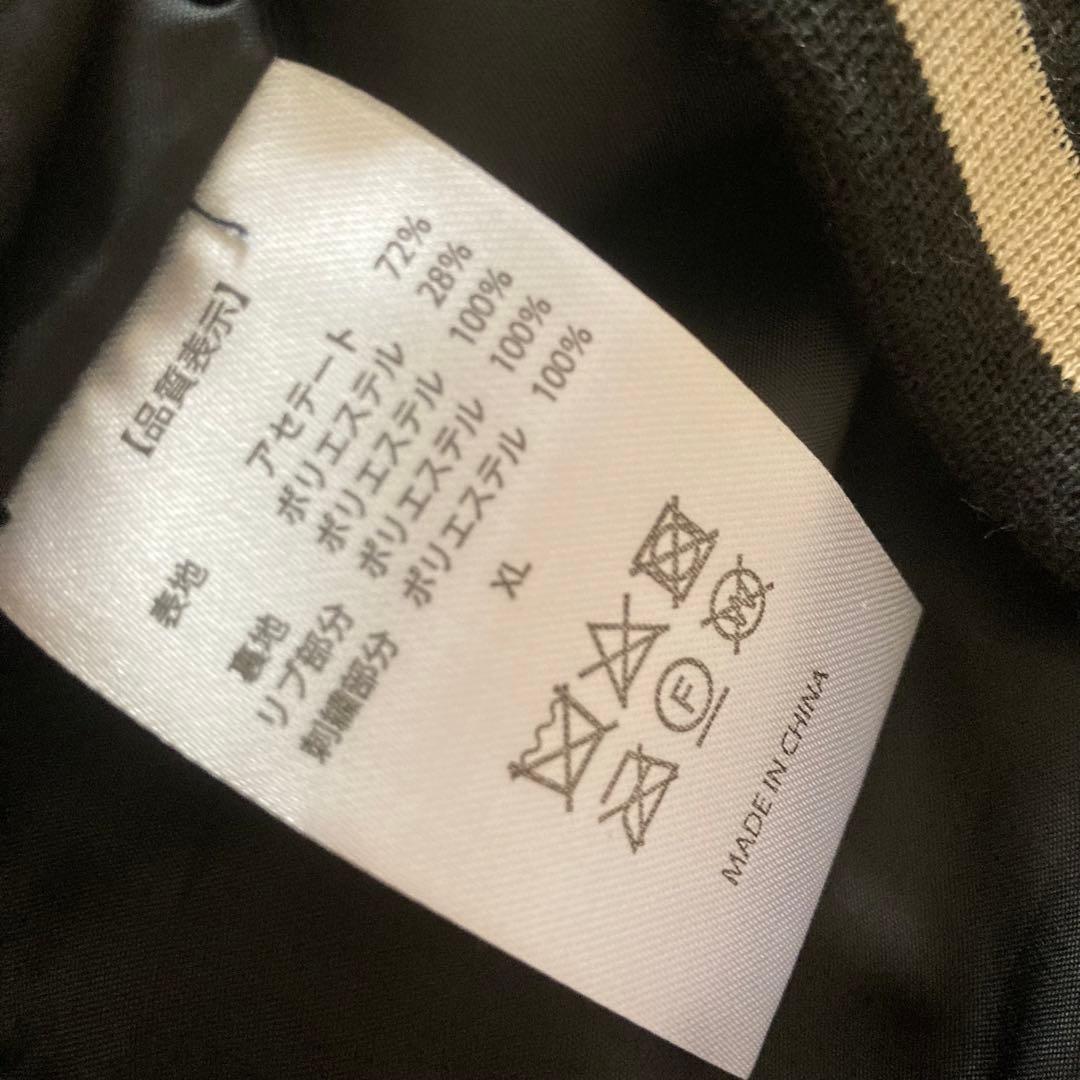 【品質表示】
表地 アセテート 72%
ポリエステル 28%
裏地 ポリエステル 100%
リブ部分 ポリエステル 100%
刺繍部分 ポリエステル 100%
XL
F
MADE IN CHINA